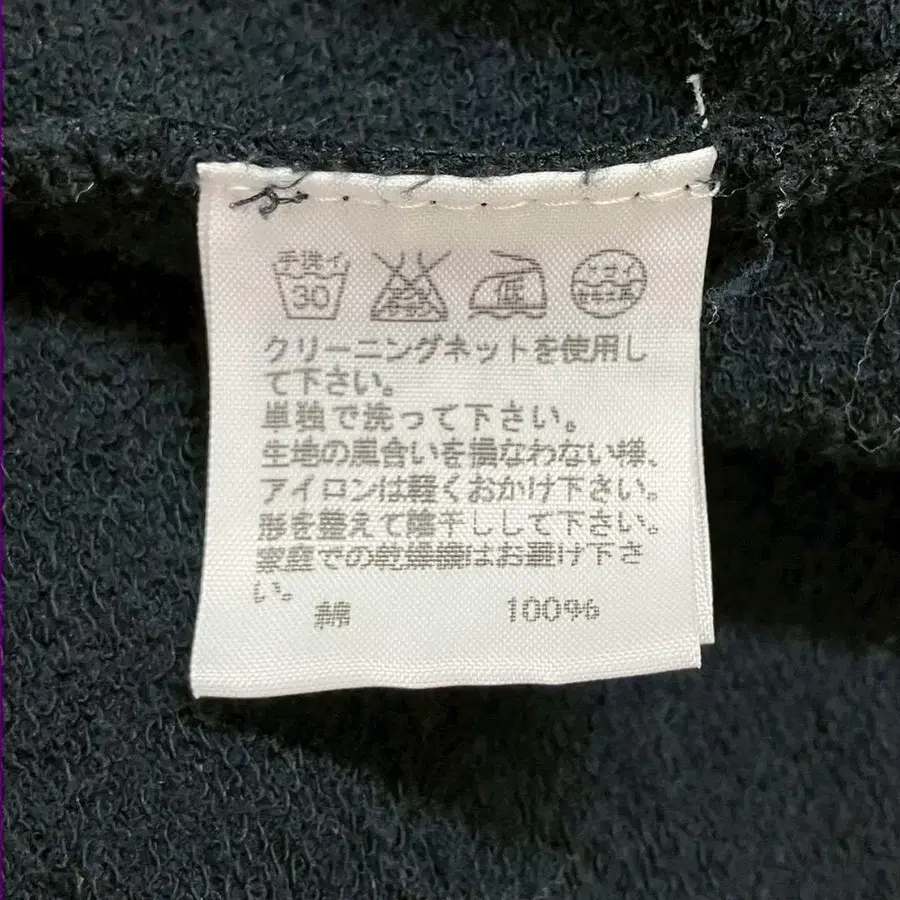 手洗イ
30
低
クリーニングネットを使用し
て下さい。
単独で洗って下さい。
生地の風合いを損なわない様、
アイロンは軽くおかけ下さい。
形を整えて陰干しして下さい。
家庭での乾燥機はお避け下さ
い。
綿 100%